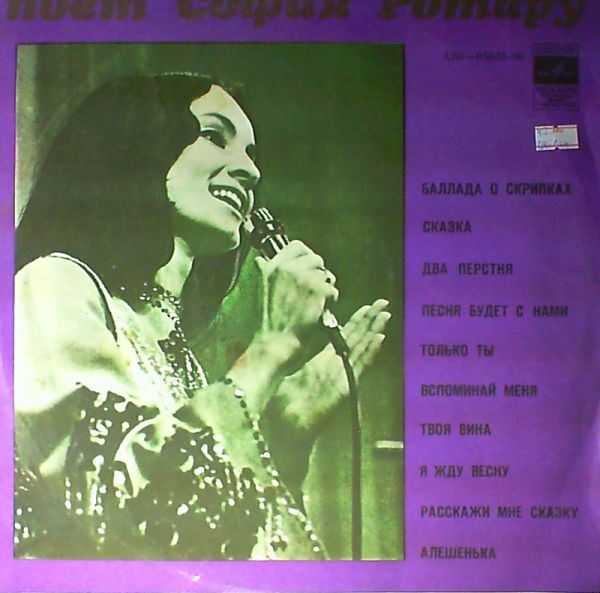 поет София Ротару
БАЛЛАДА О СКРИПКАХ
СКАЗКА
ДВА ПЕРСТНЯ
ПЕСНЯ БУДЕТ С НАМИ
ТОЛЬКО ТЫ
ВСПОМИНАЙ МЕНЯ
ТВОЯ ВИНА
Я ЖДУ ВЕСНУ
РАССКАЖИ МНЕ СКАЗКУ
АЛЕШЕНЬКА